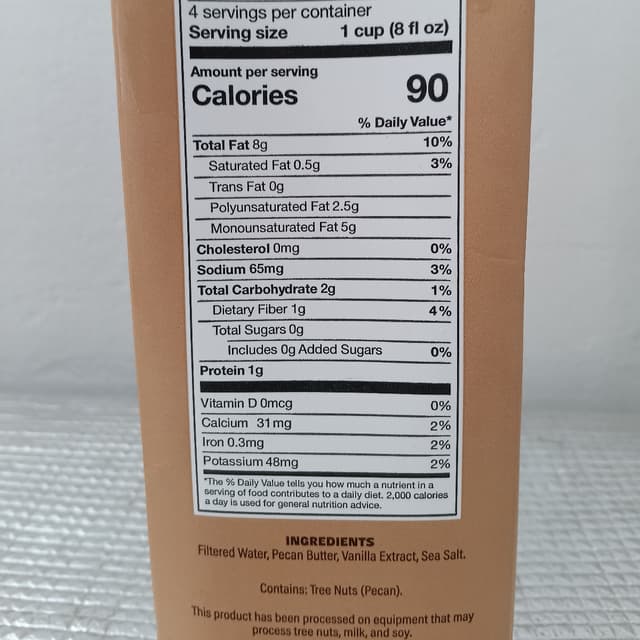 4 servings per container
Serving size 1 cup (8 fl oz)
Amount per serving
Calories 90
% Daily Value*
Total Fat 8g 10%
Saturated Fat 0.5g 3%
Trans Fat 0g
Polyunsaturated Fat 2.5g
Monounsaturated Fat 5g
Cholesterol 0mg 0%
Sodium 65mg 3%
Total Carbohydrate 2g 1%
Dietary Fiber 1g 4%
Total Sugars 0g
Includes 0g Added Sugars 0%
Protein 1g
Vitamin D 0mcg 0%
Calcium 31mg 2%
Iron 0.3mg 2%
Potassium 48mg 2%
*The % Daily Value tells you how much a nutrient in a
serving of food contributes to a daily diet. 2,000 calories
a day is used for general nutrition advice.
INGREDIENTS
Filtered Water, Pecan Butter, Vanilla Extract, Sea Salt.
Contains: Tree Nuts (Pecan).
This product has been processed on equipment that may
process tree nuts, milk, and soy.